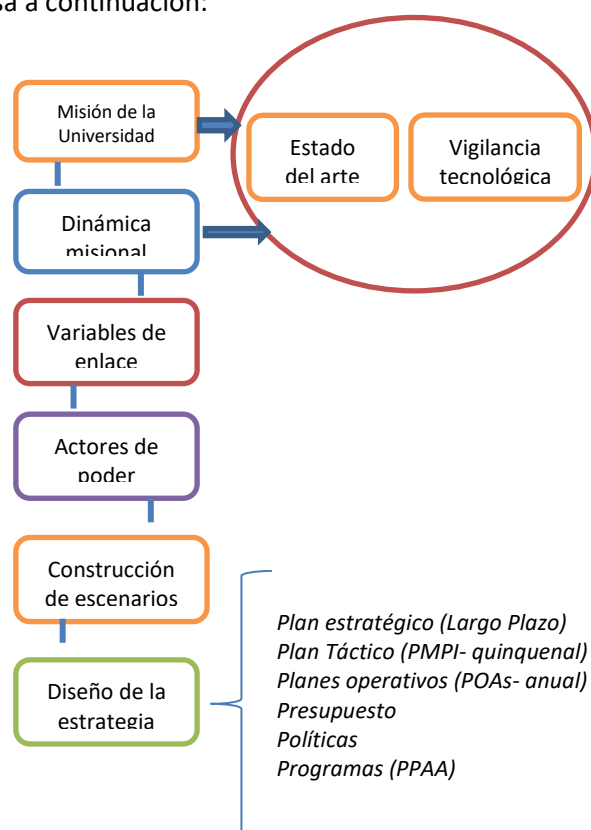 sa a continuación:
Misión de la
Universidad
Estado
del arte
Vigilancia
tecnológica
Dinámica
misional
Variables de
enlace
Actores de
poder
Construcción
de escenarios
Diseño de la
estrategia
Plan estratégico (Largo Plazo)
Plan Táctico (PMPI- quinquenal)
Planes operativos (POAs- anual)
Presupuesto
Políticas
Programas (PPAA)